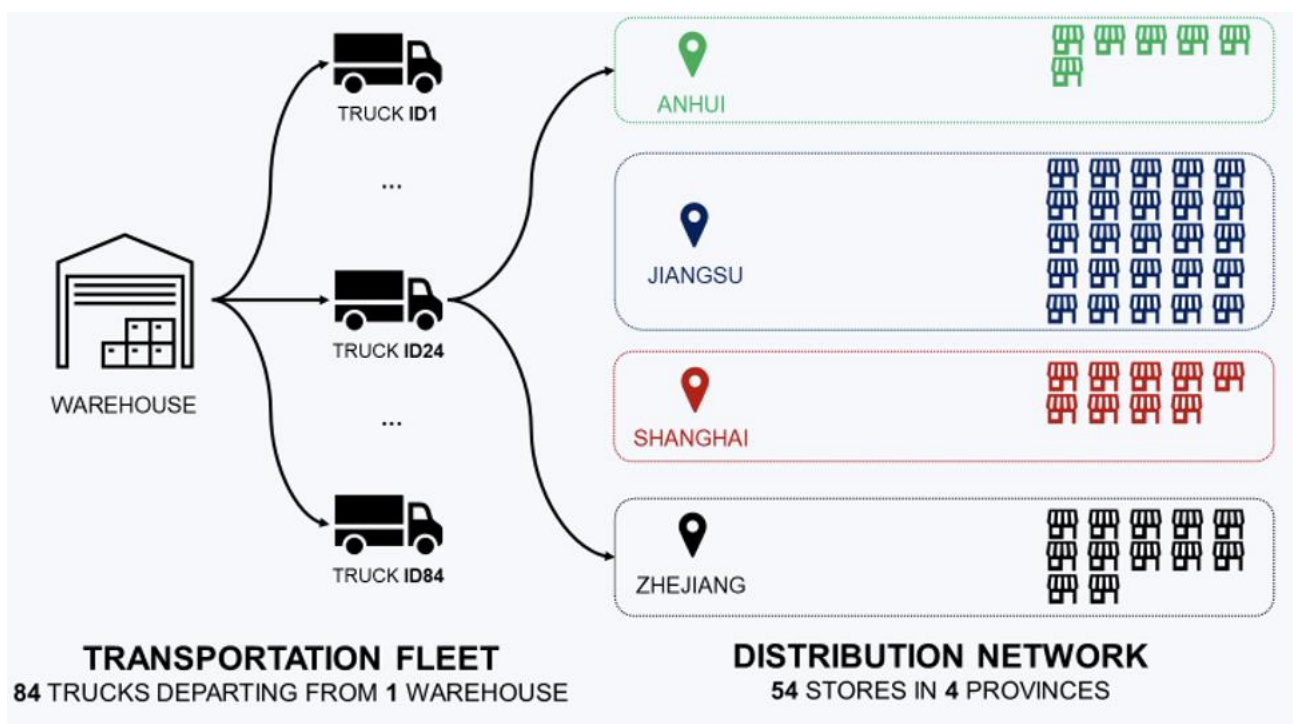 TRUCK ID1
...
TRUCK ID24
...
TRUCK ID84
WAREHOUSE
ANHUI
JIANGSU
SHANGHAI
ZHEJIANG
TRANSPORTATION FLEET
84 TRUCKS DEPARTING FROM 1 WAREHOUSE
DISTRIBUTION NETWORK
54 STORES IN 4 PROVINCES